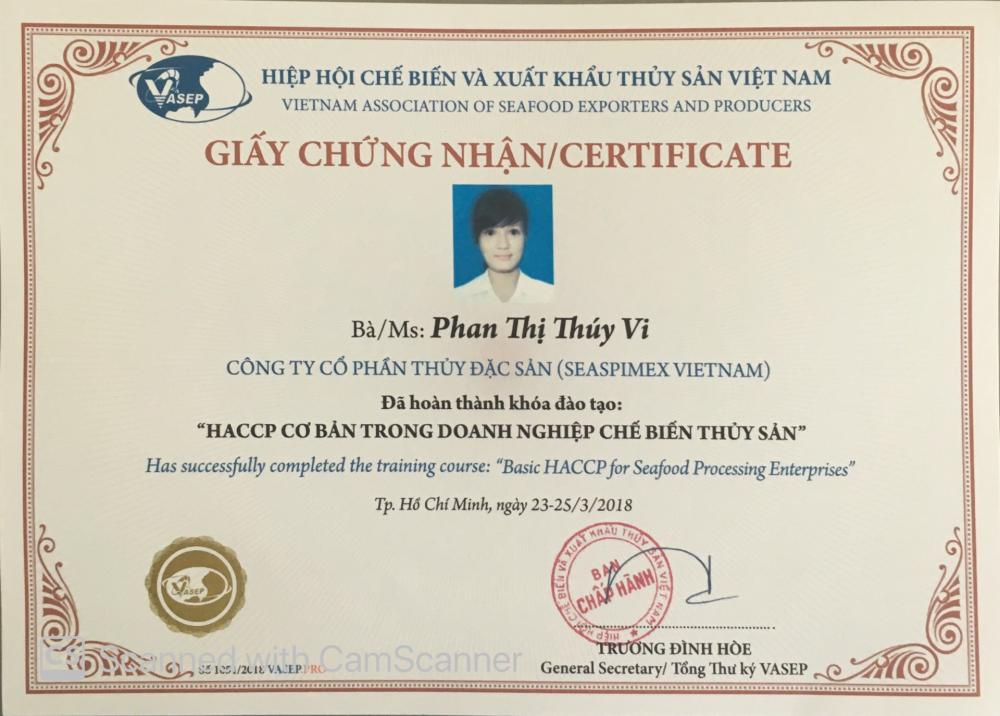 VASEP
HIỆP HỘI CHẾ BIẾN VÀ XUẤT KHẨU THỦY SẢN VIỆT NAM
VIETNAM ASSOCIATION OF SEAFOOD EXPORTERS AND PRODUCERS
GIẤY CHỨNG NHẬN/CERTIFICATE
Bà/Ms: Phan Thị Thúy Vi
CÔNG TY CỔ PHẦN THỦY ĐẶC SẢN (SEASPIMEX VIETNAM)
Đã hoàn thành khóa đào tạo:
“HACCP CƠ BẢN TRONG DOANH NGHIỆP CHẾ BIẾN THỦY SẢN”
Has successfully completed the training course: “Basic HACCP for Seafood Processing Enterprises”
Tp. Hồ Chí Minh, ngày 23-25/3/2018
VASEP
HIỆP HỘI CHẾ BIẾN VÀ XUẤT KHẨU THỦY SẢN VIỆT NAM
BAN
CHẤP HÀNH
TRƯƠNG ĐÌNH HÒE
General Secretary/ Tổng Thư ký VASEP
/2018 VASEP.PRO
CS Scanned with CamScanner